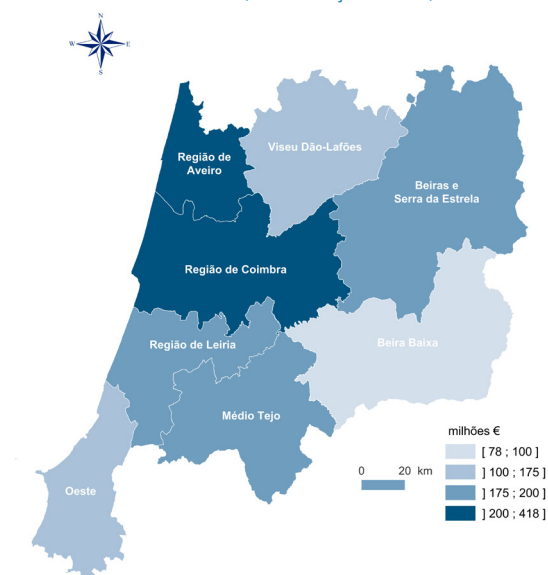 N
W E
S
Região de
Aveiro
Viseu Dão-Lafões
Beiras e
Serra da Estrela
Região de Coimbra
Região de Leiria
Beira Baixa
Médio Tejo
Oeste
0 20 km
milhões €
[ 78 ; 100 ]
] 100 ; 175 ]
] 175 ; 200 ]
] 200 ; 418 ]